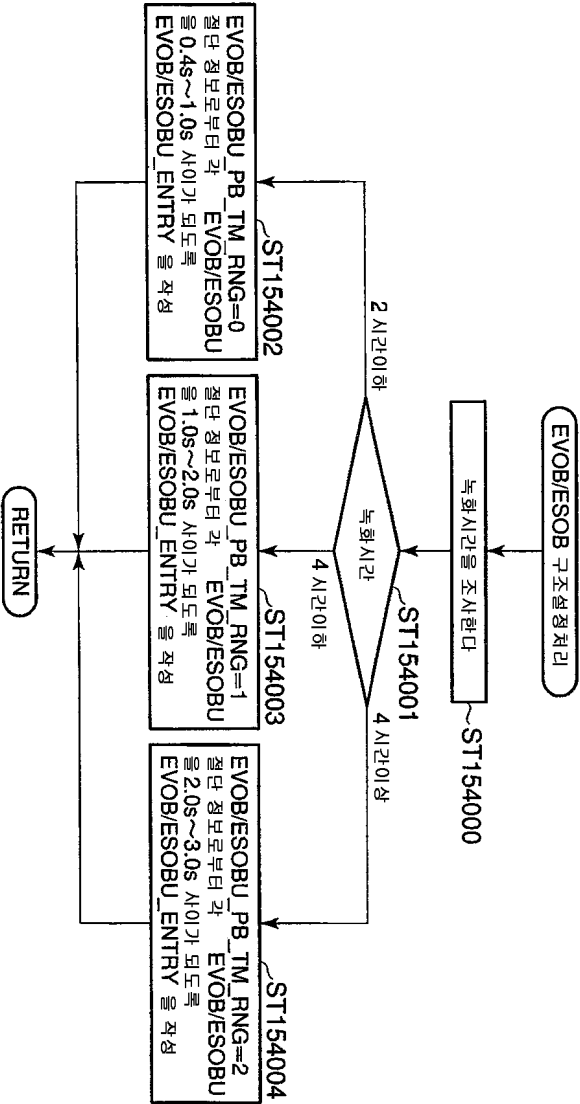 EVOB/ESOB 구조설정처리
녹화시간을 조사한다
ST154000
녹화시간
ST154001
2 시간이하
4 시간이하
4 시간이상
ST154002
EVOB/ESOBU_PB_TM_RNG=0
절단 정보로부터 각 EVOB/ESOBU
을 0.4s~1.0s 사이가 되도록
EVOB/ESOBU_ENTRY 을 작성
ST154003
EVOB/ESOBU_PB_TM_RNG=1
절단 정보로부터 각 EVOB/ESOBU
을 1.0s~2.0s 사이가 되도록
EVOB/ESOBU_ENTRY 을 작성
ST154004
EVOB/ESOBU_PB_TM_RNG=2
절단 정보로부터 각 EVOB/ESOBU
을 2.0s~3.0s 사이가 되도록
EVOB/ESOBU_ENTRY 을 작성
RETURN